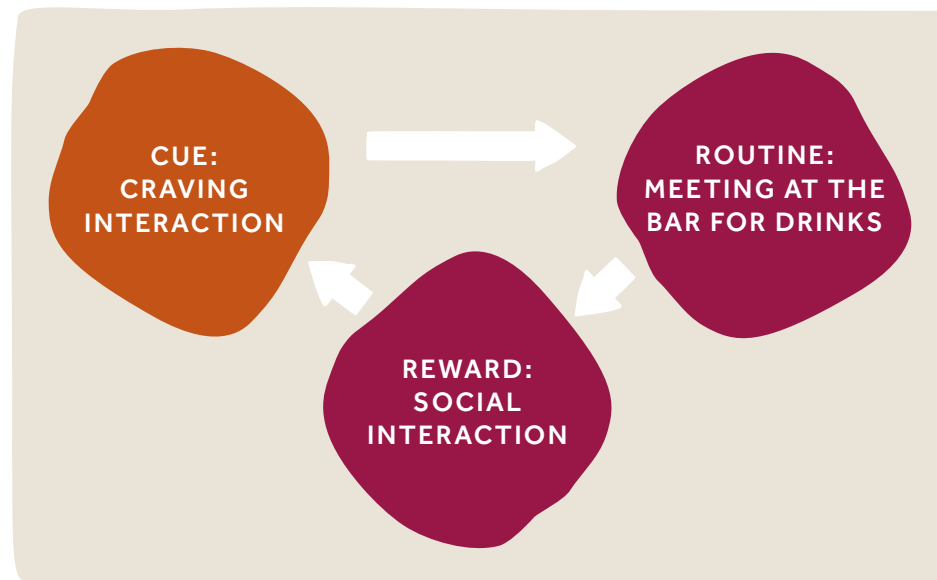 CUE:
CRAVING
INTERACTION
ROUTINE:
MEETING AT THE
BAR FOR DRINKS
REWARD:
SOCIAL
INTERACTION